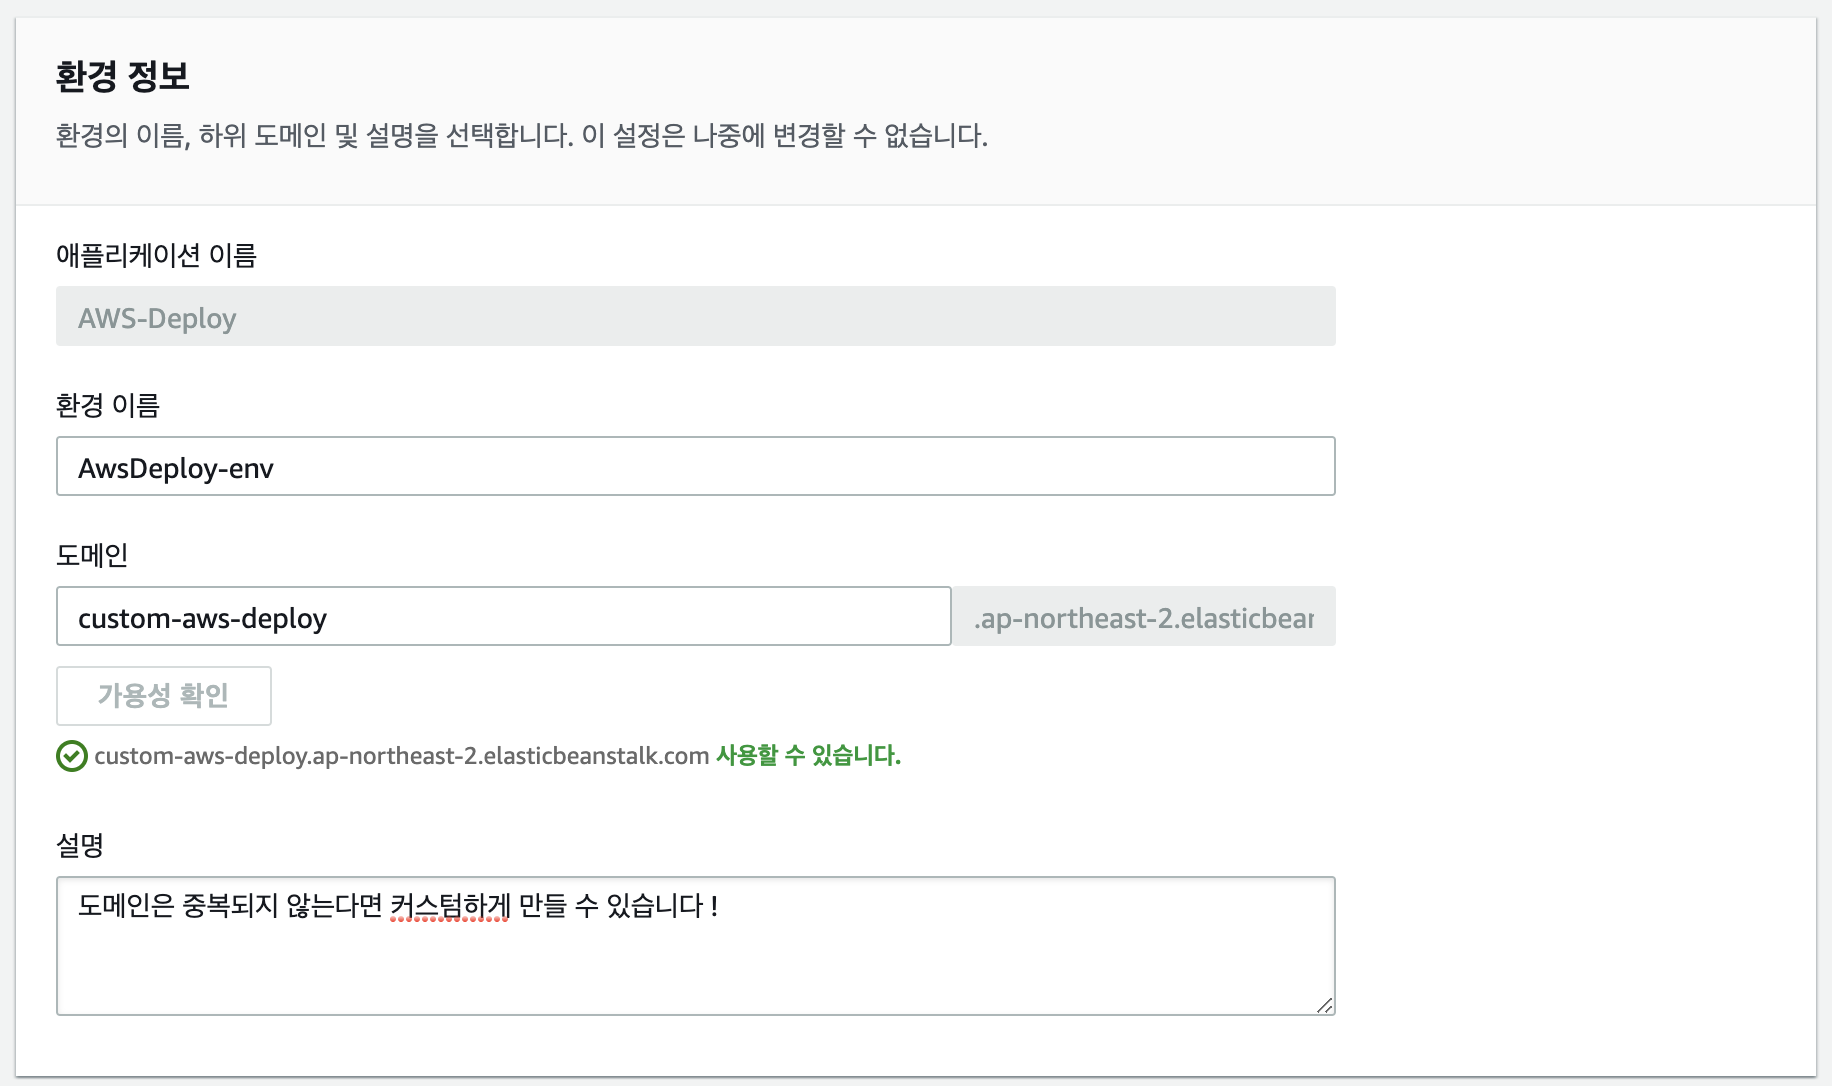 환경 정보
환경의 이름, 하위 도메인 및 설명을 선택합니다. 이 설정은 나중에 변경할 수 없습니다.
애플리케이션 이름
AWS-Deploy
환경 이름
AwsDeploy-env
도메인
custom-aws-deploy .ap-northeast-2.elasticbean
가용성 확인
custom-aws-deploy.ap-northeast-2.elasticbeanstalk.com 사용할 수 있습니다.
설명
도메인은 중복되지 않는다면 커스텀하게 만들 수 있습니다 !